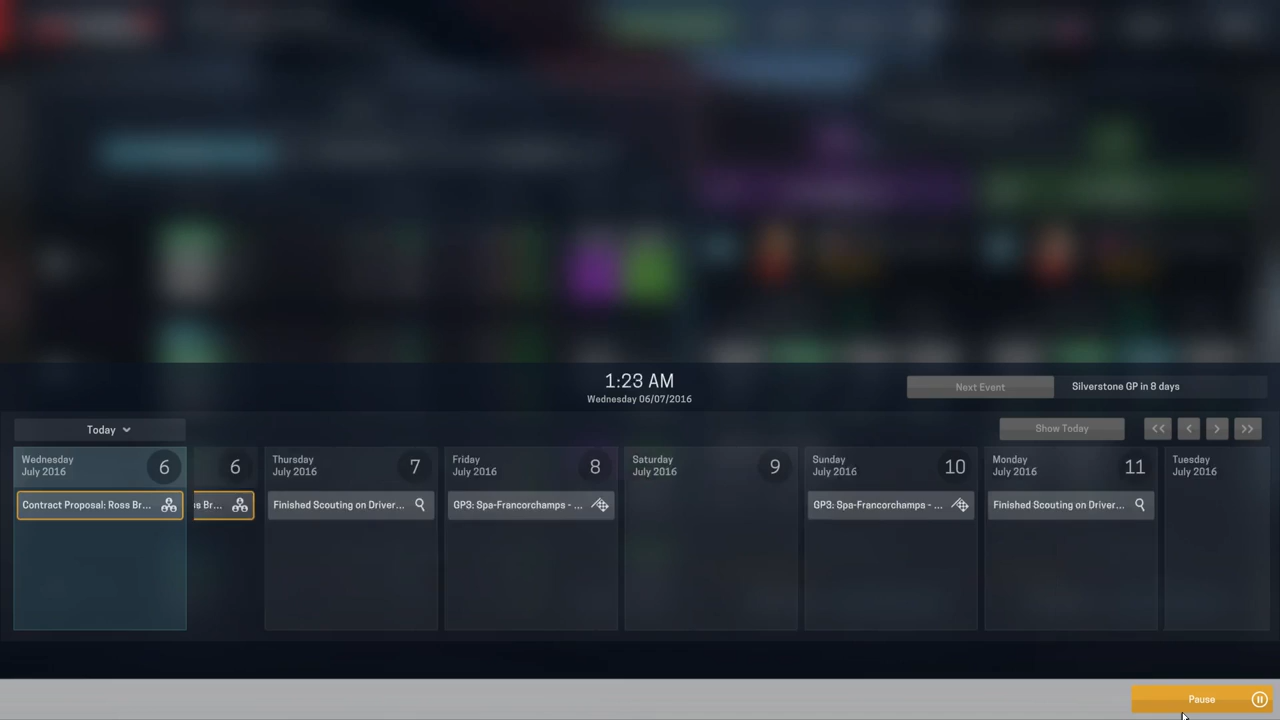 1:23 AM
Wednesday 06/07/2016
Next Event
Silverstone GP in 8 days
Today
Show Today
Wednesday
July 2016
6
6
Thursday
July 2016
7
Friday
July 2016
8
Saturday
July 2016
9
Sunday
July 2016
10
Monday
July 2016
11
Tuesday
July 2016
Contract Proposal: Ross Br...
s Br...
Finished Scouting on Driver...
GP3: Spa-Francorchamps - ...
GP3: Spa-Francorchamps - ...
Finished Scouting on Driver...
Pause